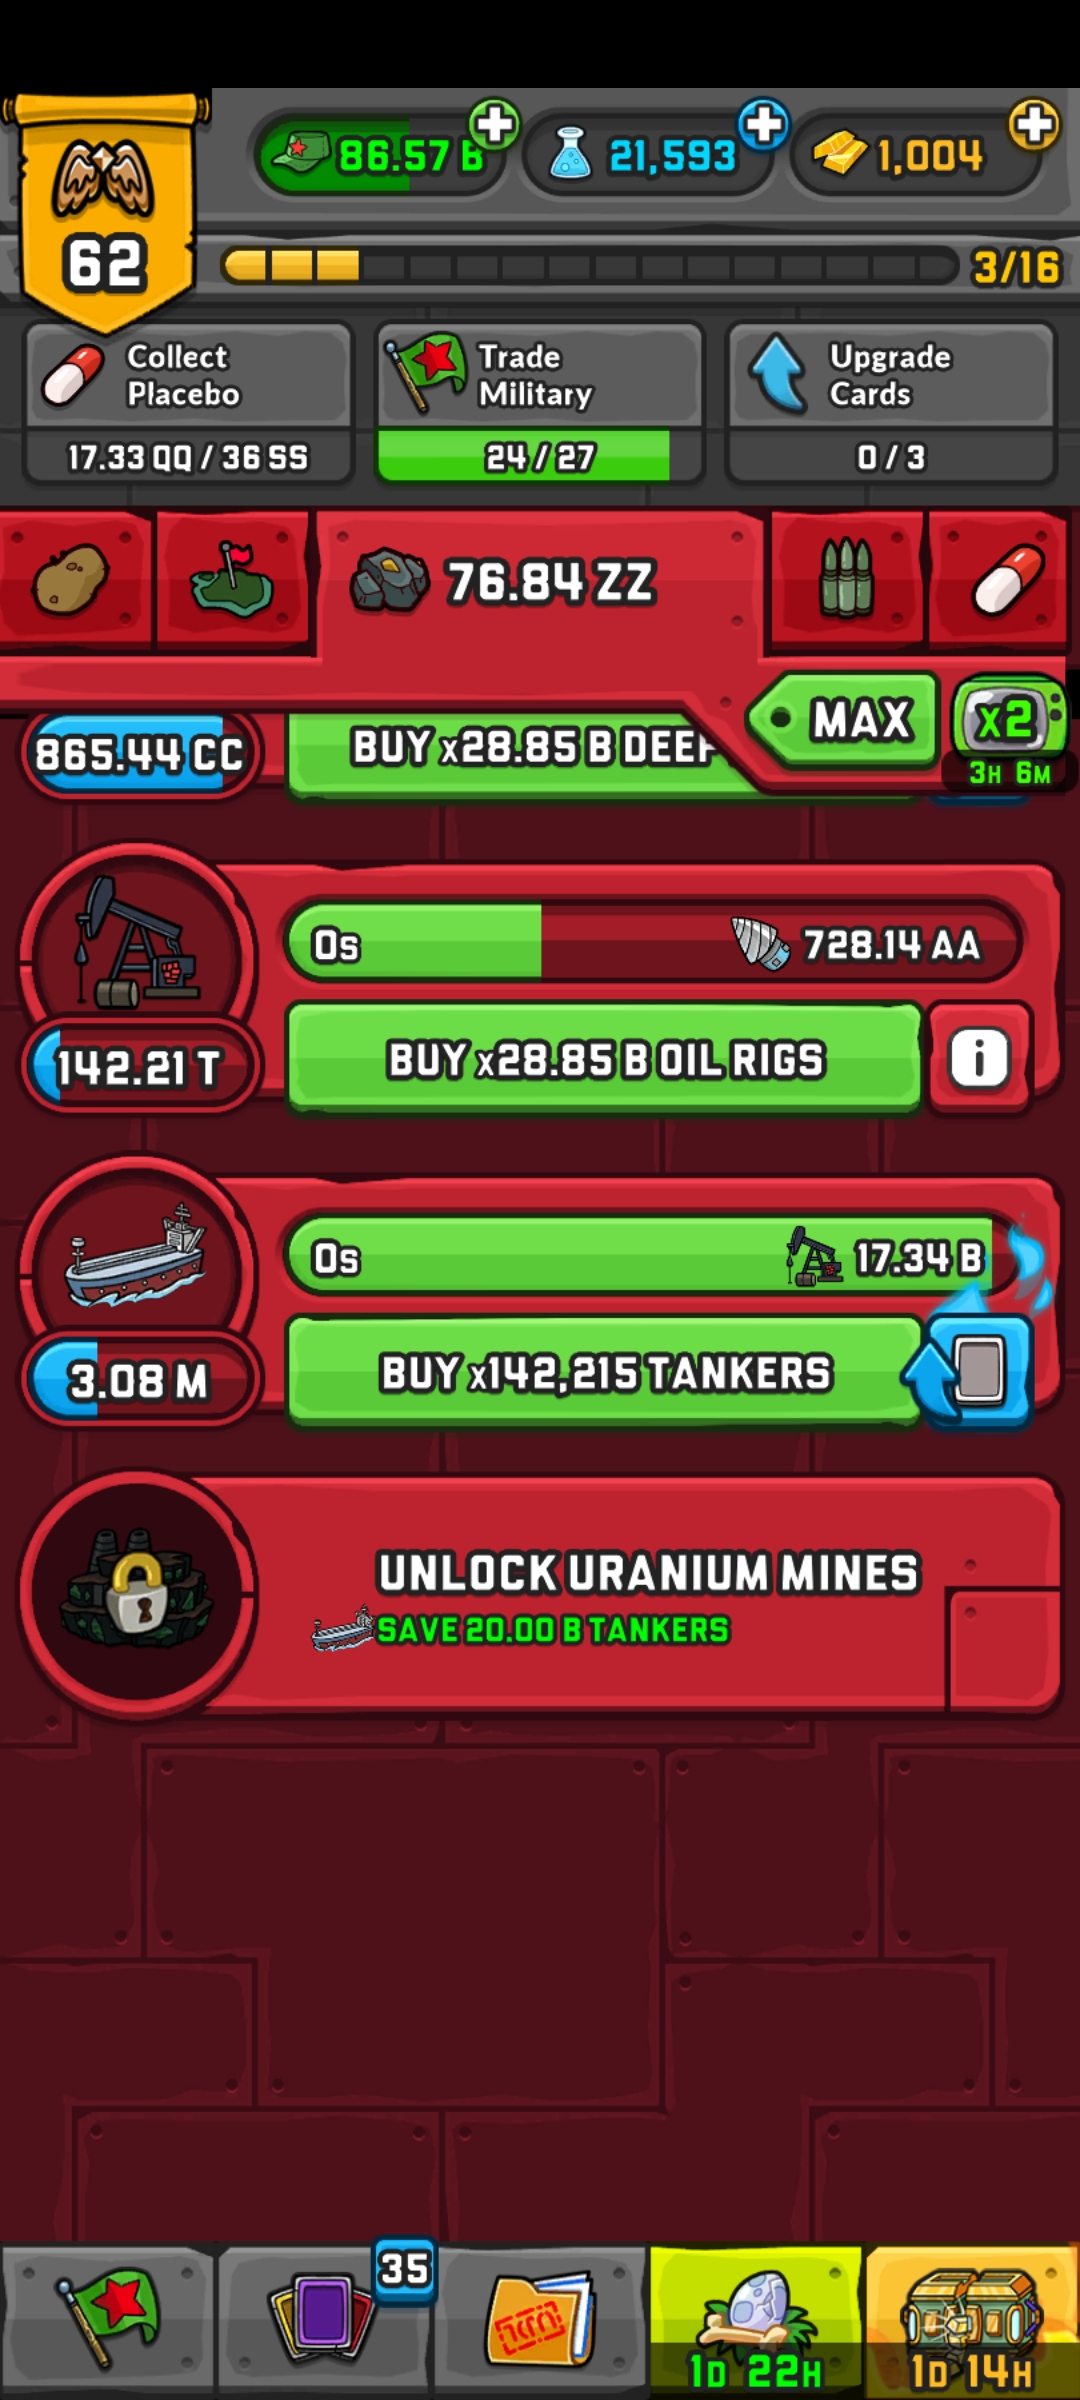 86.57 B
21,593
1,004
62
3/16
Collect
Placebo
17.33 QQ / 36 SS
Trade
Military
24 / 27
Upgrade
Cards
0 / 3
76.84 ZZ
MAX
x2
3H 6M
865.44 CC
BUY x28.85 B DEEP
0s
728.14 AA
142.21 T
BUY x28.85 B OIL RIGS
i
0s
17.34 B
3.08 M
BUY x142,215 TANKERS
UNLOCK URANIUM MINES
SAVE 20.00 B TANKERS
35
1D 22H
1D 14H